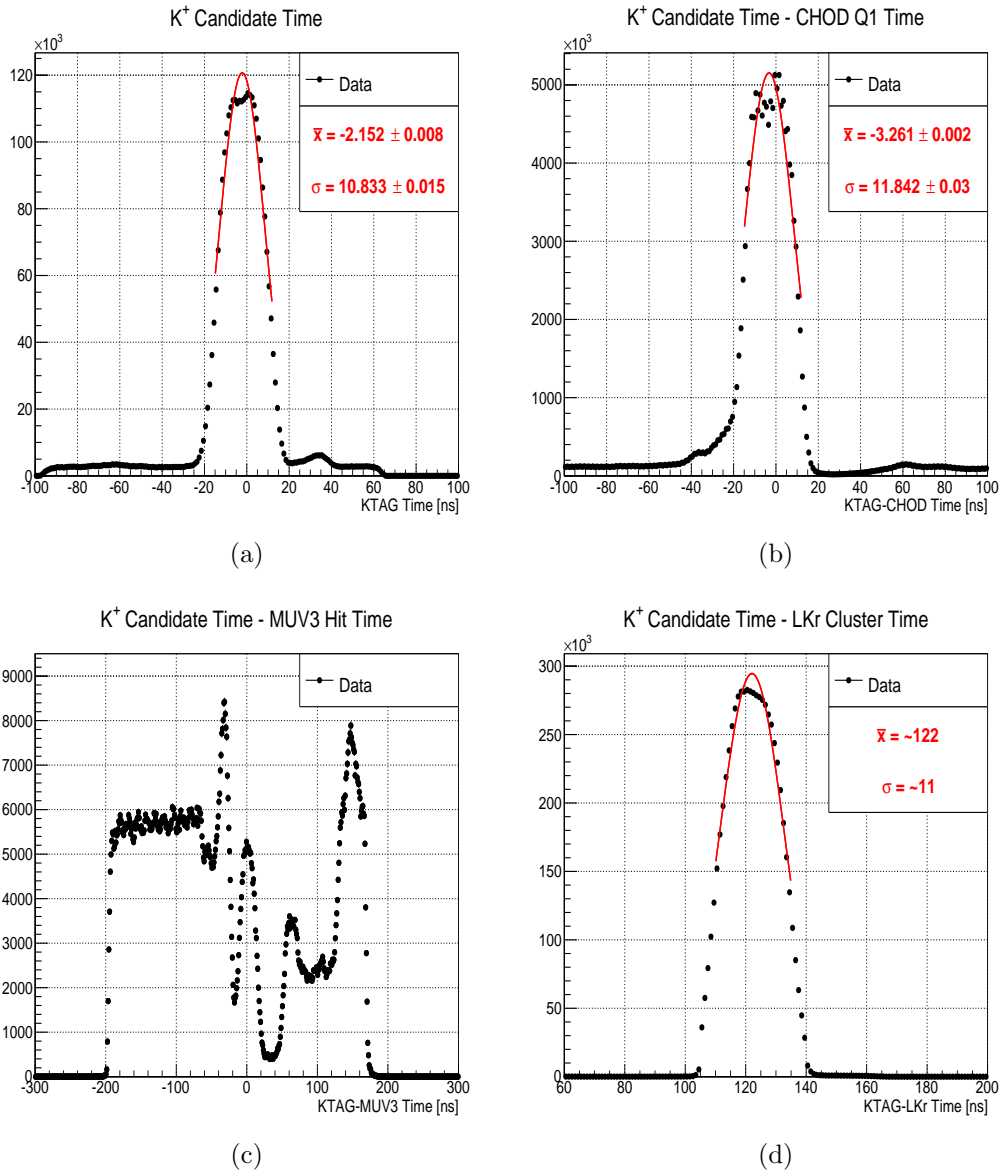 K+ Candidate Time
×10³
120
100
80
60
40
20
0
-100 -80 -60 -40 -20 0 20 40 60 80 100
KTAG Time [ns]
Data
x̄ = -2.152 ± 0.008
σ = 10.833 ± 0.015
(a)
K+ Candidate Time - CHOD Q1 Time
5000
4000
3000
2000
1000
0
-100 -80 -60 -40 -20 0 20 40 60 80 100
KTAG-CHOD Time [ns]
Data
x̄ = -3.261 ± 0.002
σ = 11.842 ± 0.03
(b)
K+ Candidate Time - MUV3 Hit Time
9000
8000
7000
6000
5000
4000
3000
2000
1000
0
-300 -200 -100 0 100 200 300
KTAG-MUV3 Time [ns]
Data
(c)
K+ Candidate Time - LKr Cluster Time
×10³
300
250
200
150
100
50
0
60 80 100 120 140 160 180 200
KTAG-LKr Time [ns]
Data
x̄ = ~122
σ = ~11
(d)